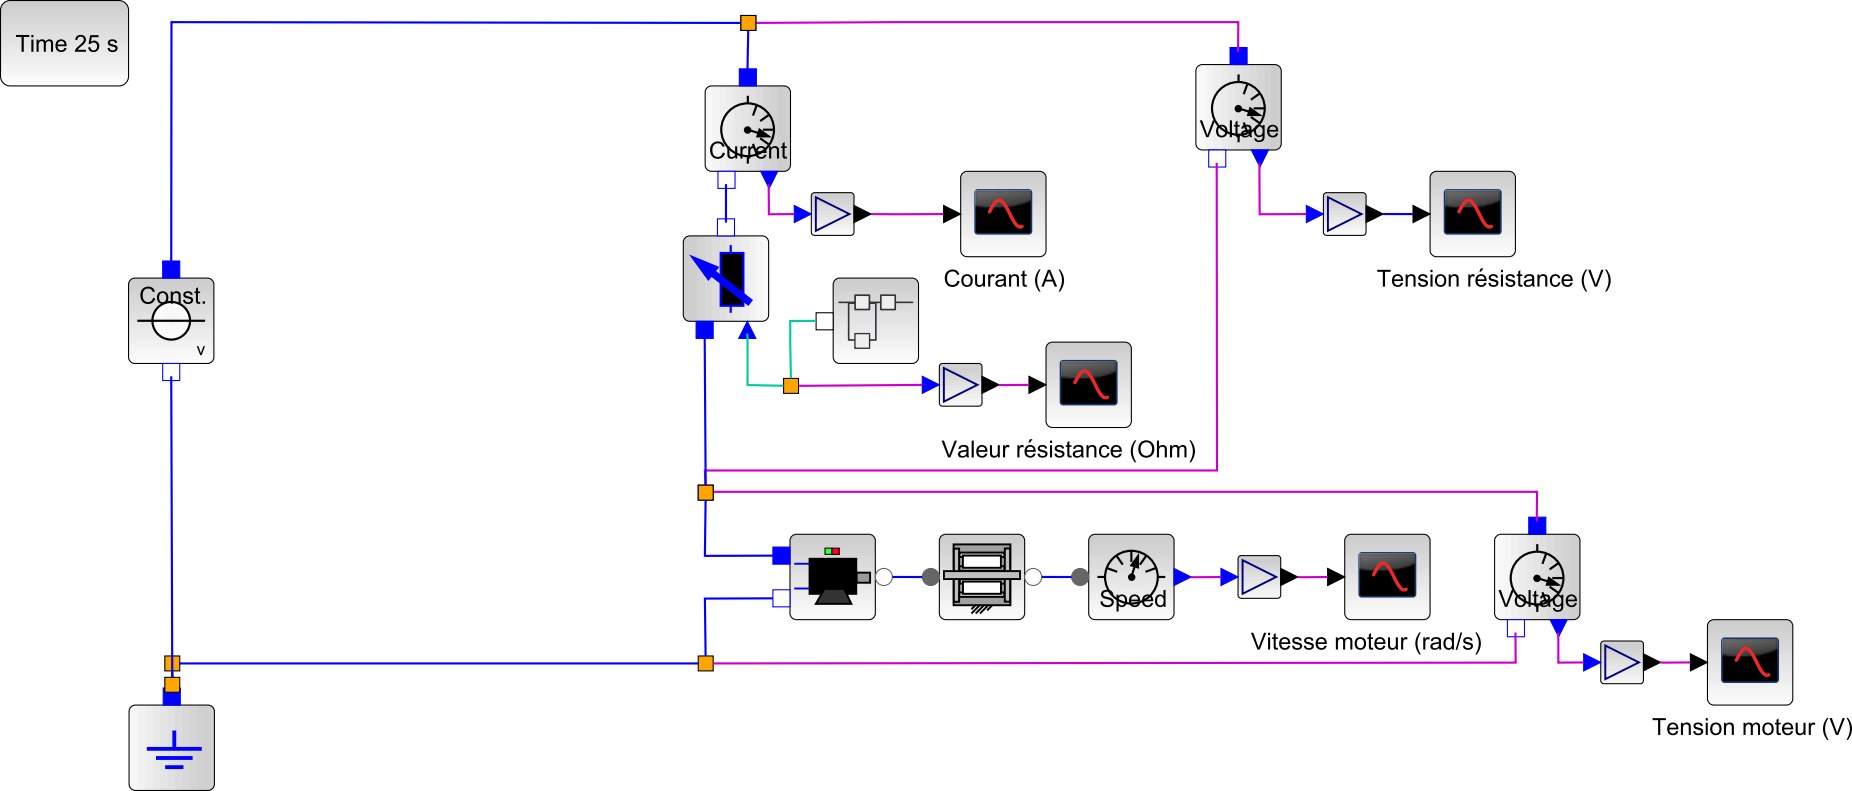 Time 25 s
Voltage
Current
Courant (A)
Tension résistance (V)
Const.
v
Valeur résistance (Ohm)
Speed
Voltage
Vitesse moteur (rad/s)
Tension moteur (V)